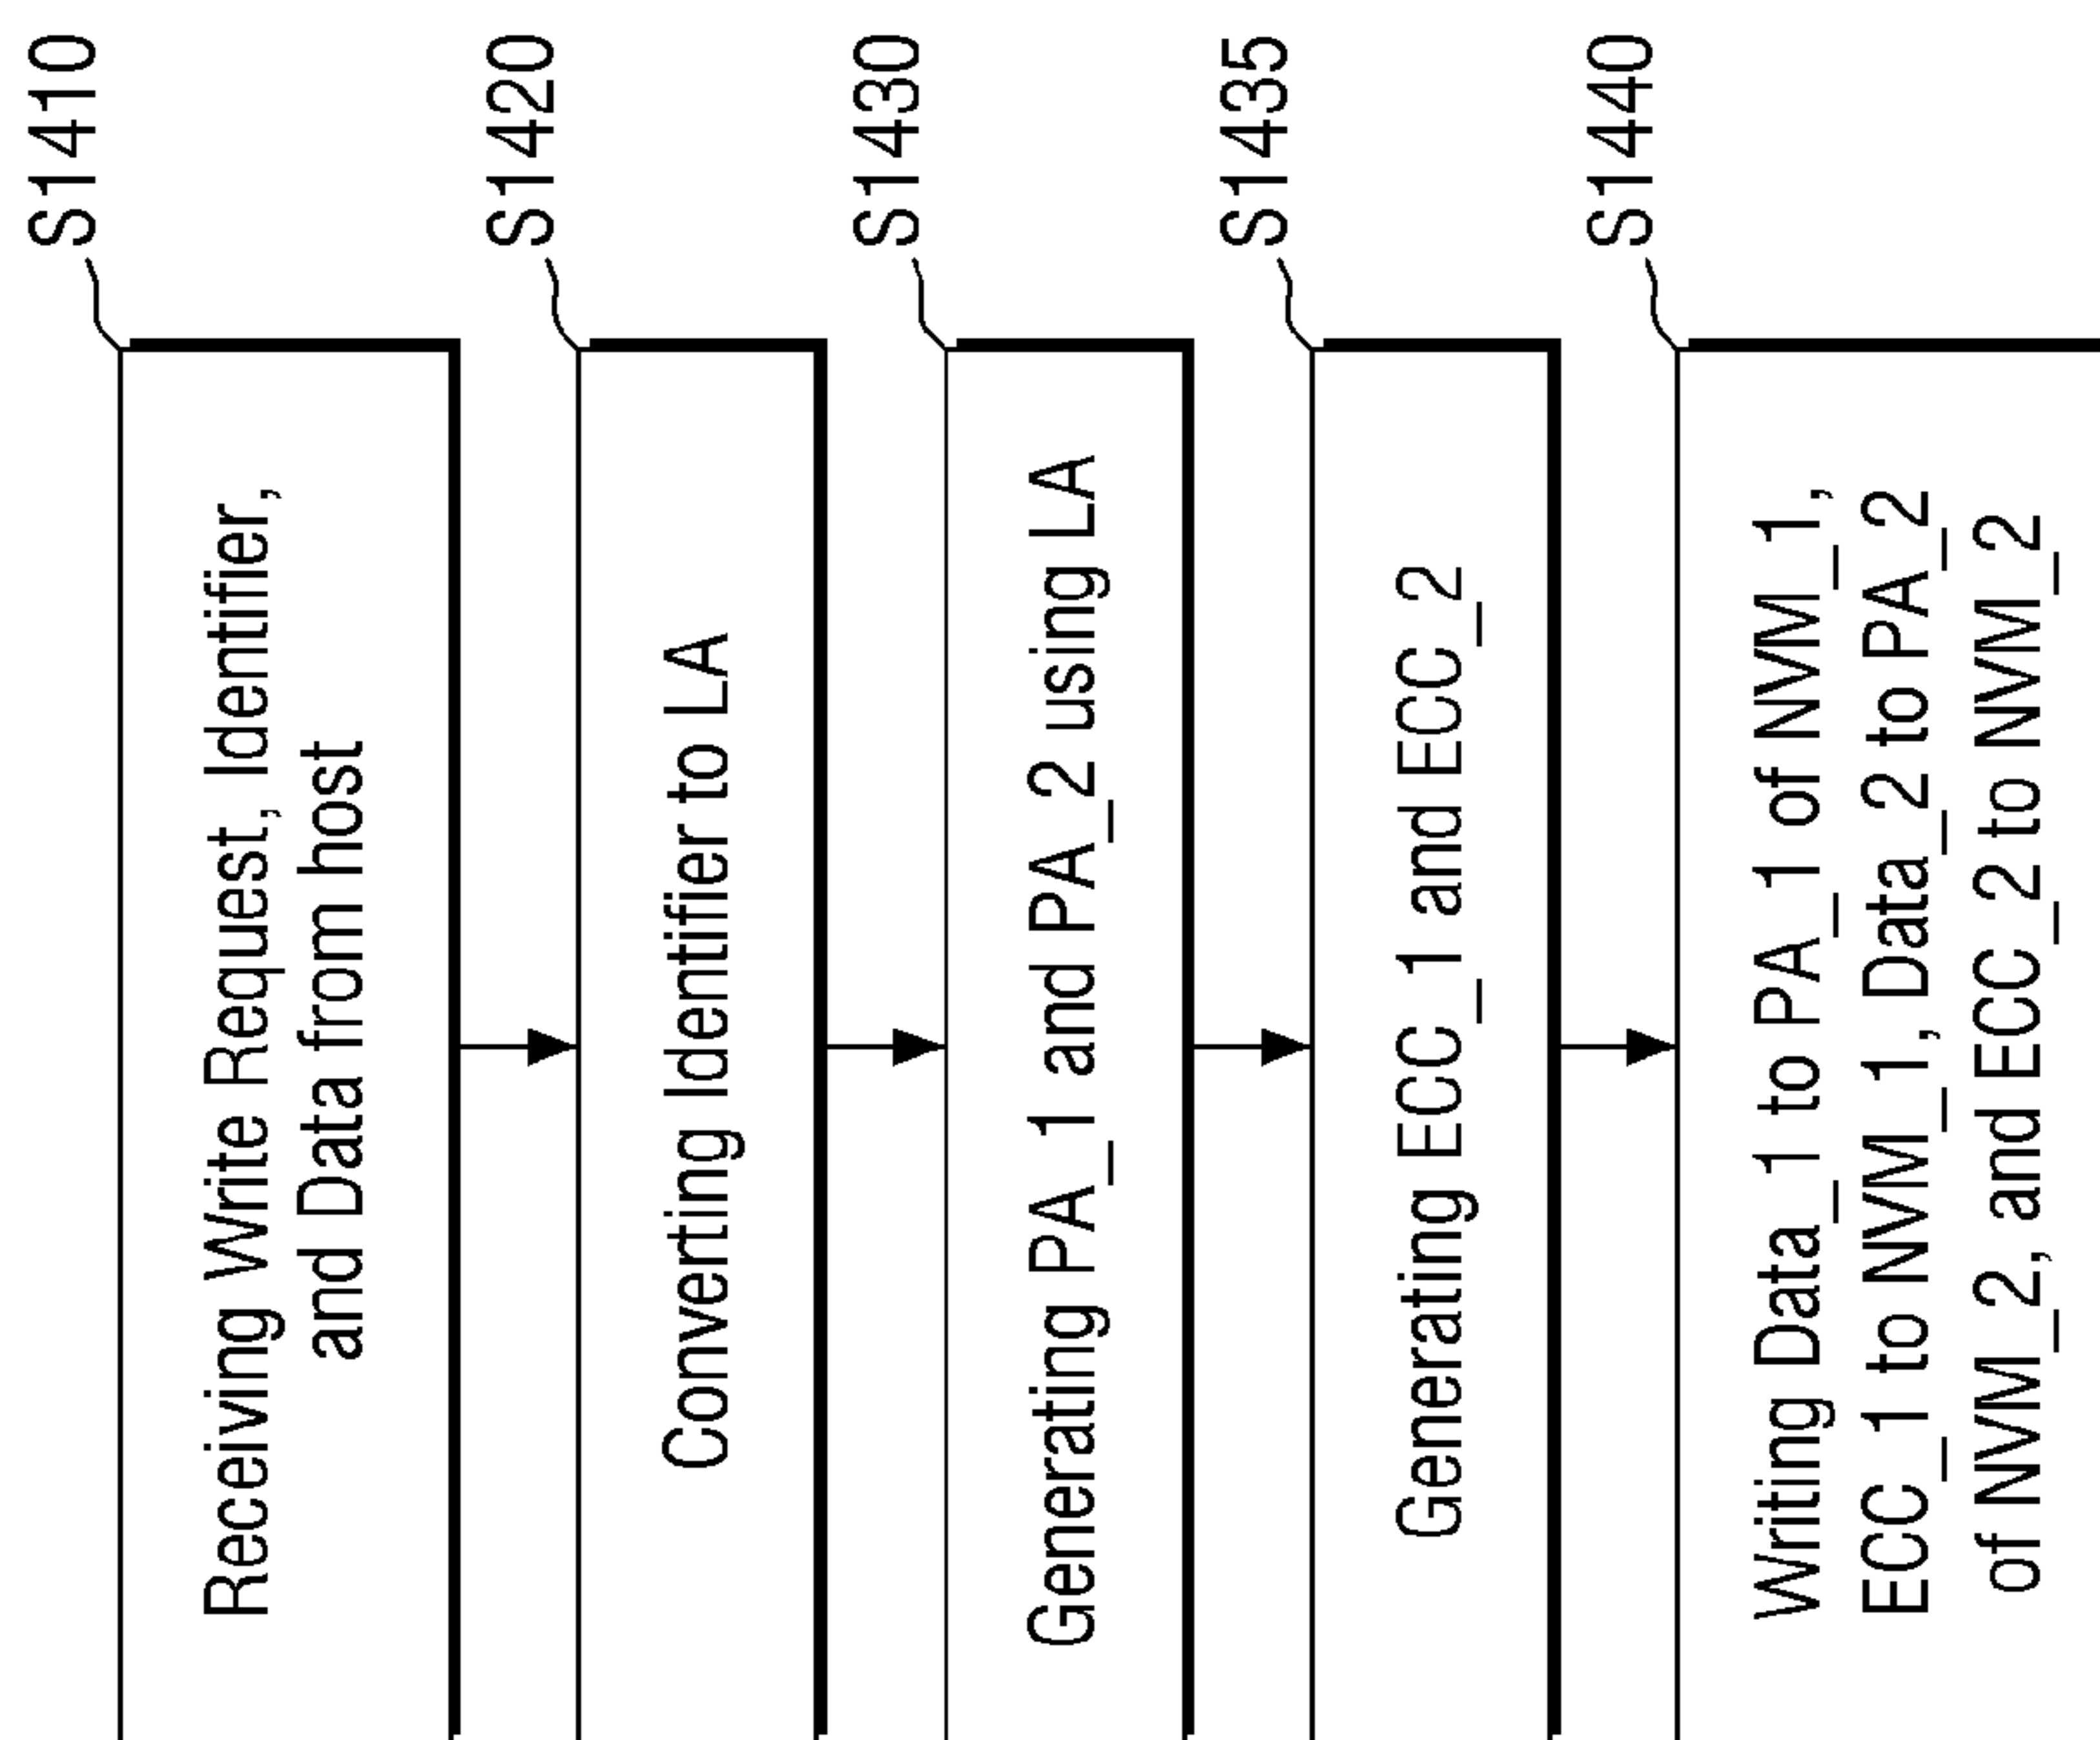 S1410
Receiving Write Request, Identifier,
and Data from host
S1420
Converting Identifier to LA
S1430
Generating PA_1 and PA_2 using LA
S1435
Generating ECC_1 and ECC_2
S1440
Writing Data_1 to PA_1 of NVM_1,
ECC_1 to NVM_1, Data_2 to PA_2
of NVM_2, and ECC_2 to NVM_2